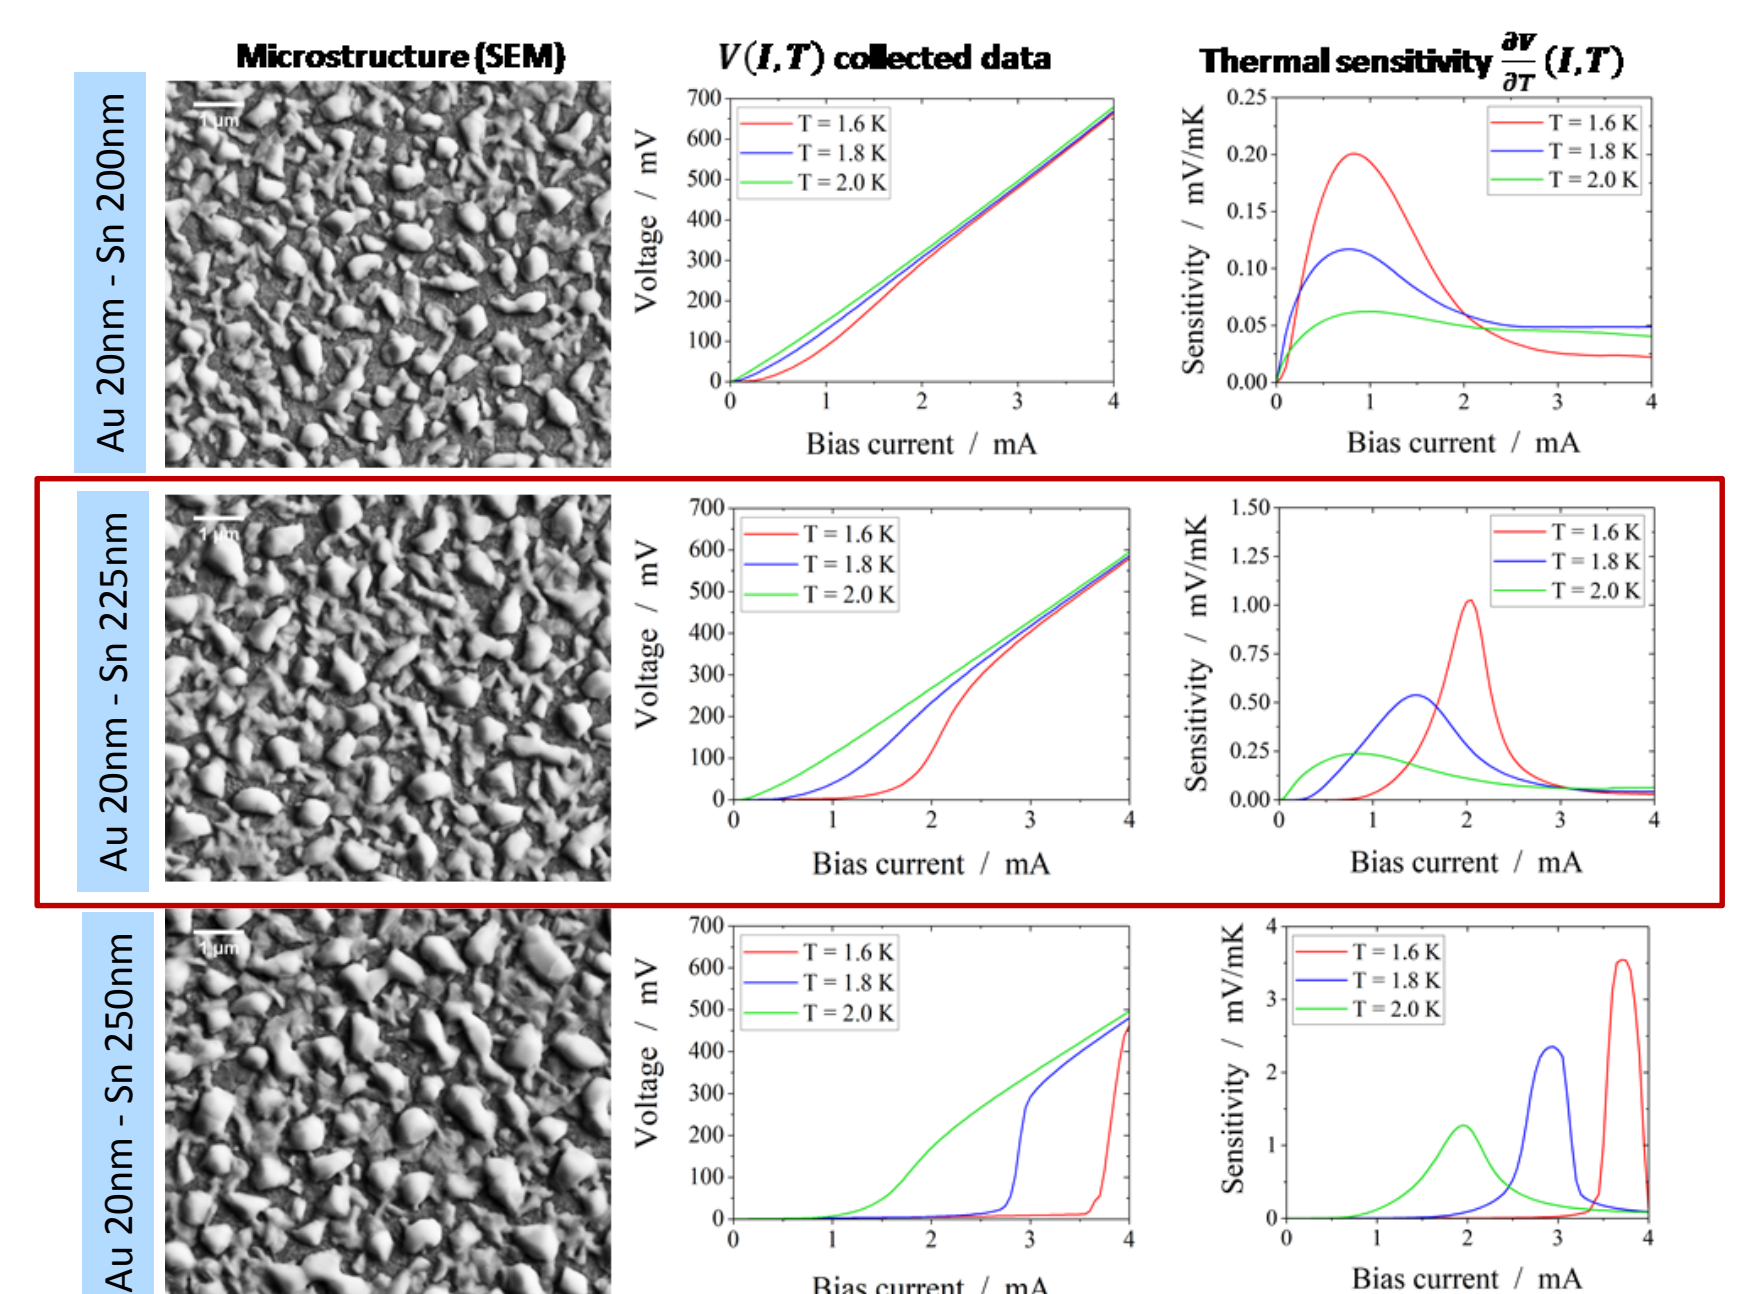 Microstructure (SEM)
V(I,T) collected data
Thermal sensitivity ∂V/∂T (I,T)
Au 20nm - Sn 200nm
1 µm
700
600
500
400
300
200
100
0
Voltage / mV
T = 1.6 K
T = 1.8 K
T = 2.0 K
0 1 2 3 4
Bias current / mA
0.25
0.20
0.15
0.10
0.05
0.00
Sensitivity / mV/mK
T = 1.6 K
T = 1.8 K
T = 2.0 K
0 1 2 3 4
Bias current / mA
Au 20nm - Sn 225nm
1 µm
700
600
500
400
300
200
100
0
Voltage / mV
T = 1.6 K
T = 1.8 K
T = 2.0 K
0 1 2 3 4
Bias current / mA
1.50
1.25
1.00
0.75
0.50
0.25
0.00
Sensitivity / mV/mK
T = 1.6 K
T = 1.8 K
T = 2.0 K
0 1 2 3 4
Bias current / mA
Au 20nm - Sn 250nm
1 µm
700
600
500
400
300
200
100
0
Voltage / mV
T = 1.6 K
T = 1.8 K
T = 2.0 K
0 1 2 3 4
Bias current / mA
4
3
2
1
0
Sensitivity / mV/mK
T = 1.6 K
T = 1.8 K
T = 2.0 K
0 1 2 3 4
Bias current / mA